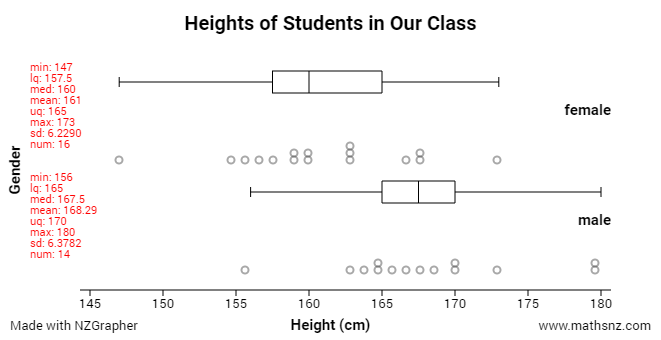 Heights of Students in Our Class
min: 147
lq: 157.5
med: 160
mean: 161
uq: 165
max: 173
sd: 6.2290
num: 16
female
Gender
min: 156
lq: 165
med: 167.5
mean: 168.29
uq: 170
max: 180
sd: 6.3782
num: 14
male
145 150 155 160 165 170 175 180
Made with NZGrapher Height (cm) www.mathsnz.com